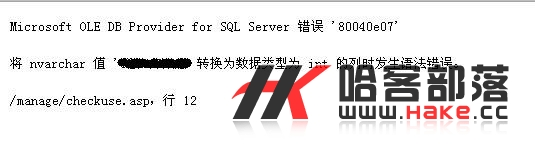 Microsoft OLE DB Provider for SQL Server 错误 '80040e07'
将 nvarchar 值 ' 转换为数据类型为 int 的列时发生语法错误。
/manage/checkuse.asp，行 12
哈客部落
www.HAKE.cc